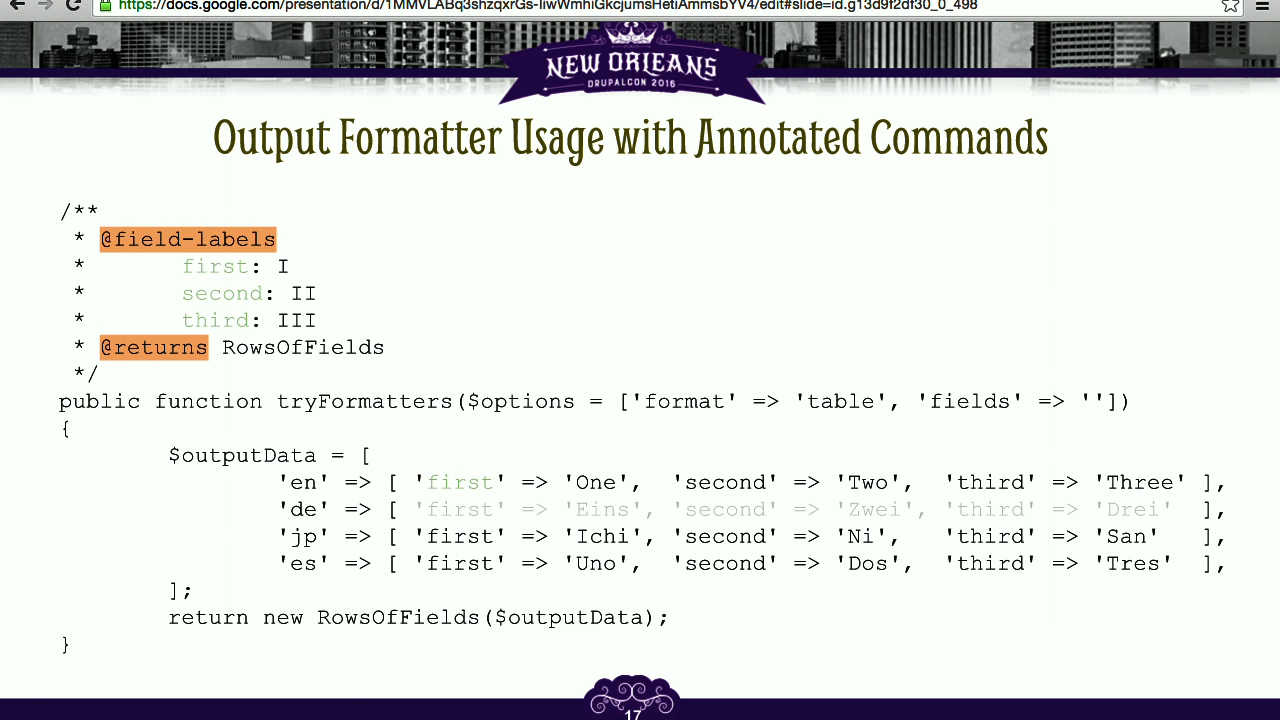 https://docs.google.com/presentation/d/1MMVLABq3shzqxrGs-IiwWmhiGkcjumsHetiAmmsbYV4/edit#slide=id.g13d9f2df30_0_498
NEW ORLEANS
DRUPALCON 2016
Output Formatter Usage with Annotated Commands
/**
* @field-labels
* first: I
* second: II
* third: III
* @returns RowsOfFields
*/
public function tryFormatters($options = ['format' => 'table', 'fields' => ''])
{
$outputData = [
'en' => [ 'first' => 'One', 'second' => 'Two', 'third' => 'Three' ],
'de' => [ 'first' => 'Eins', 'second' => 'Zwei', 'third' => 'Drei' ],
'jp' => [ 'first' => 'Ichi', 'second' => 'Ni', 'third' => 'San' ],
'es' => [ 'first' => 'Uno', 'second' => 'Dos', 'third' => 'Tres' ],
];
return new RowsOfFields($outputData);
}
17